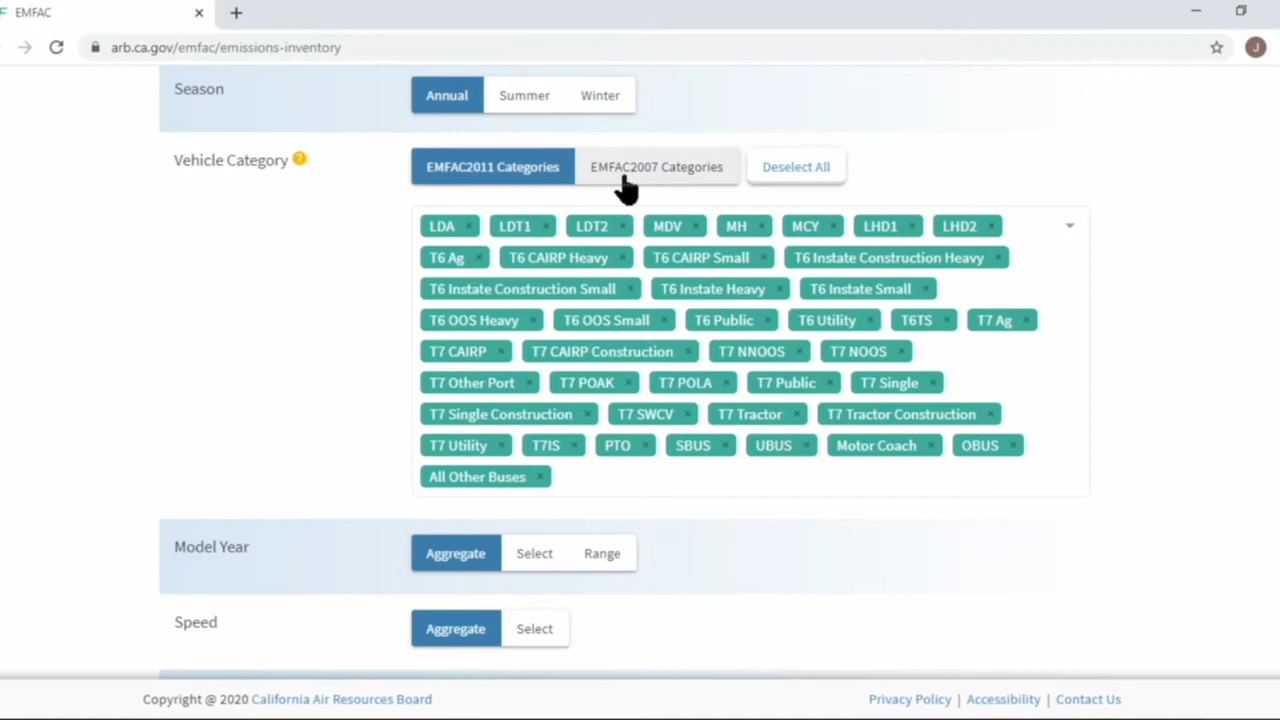 EMFAC
arb.ca.gov/emfac/emissions-inventory
J
Season
Annual Summer Winter
Vehicle Category ?
EMFAC2011 Categories EMFAC2007 Categories Deselect All
LDA × LDT1 × LDT2 × MDV × MH × MCY × LHD1 × LHD2 ×
T6 Ag × T6 CAIRP Heavy × T6 CAIRP Small × T6 Instate Construction Heavy ×
T6 Instate Construction Small × T6 Instate Heavy × T6 Instate Small ×
T6 OOS Heavy × T6 OOS Small × T6 Public × T6 Utility × T6TS × T7 Ag ×
T7 CAIRP × T7 CAIRP Construction × T7 NNOOS × T7 NOOS ×
T7 Other Port × T7 POAK × T7 POLA × T7 Public × T7 Single ×
T7 Single Construction × T7 SWCV × T7 Tractor × T7 Tractor Construction ×
T7 Utility × T7IS × PTO × SBUS × UBUS × Motor Coach × OBUS ×
All Other Buses ×
Model Year
Aggregate Select Range
Speed
Aggregate Select
Copyright @ 2020 California Air Resources Board Privacy Policy | Accessibility | Contact Us